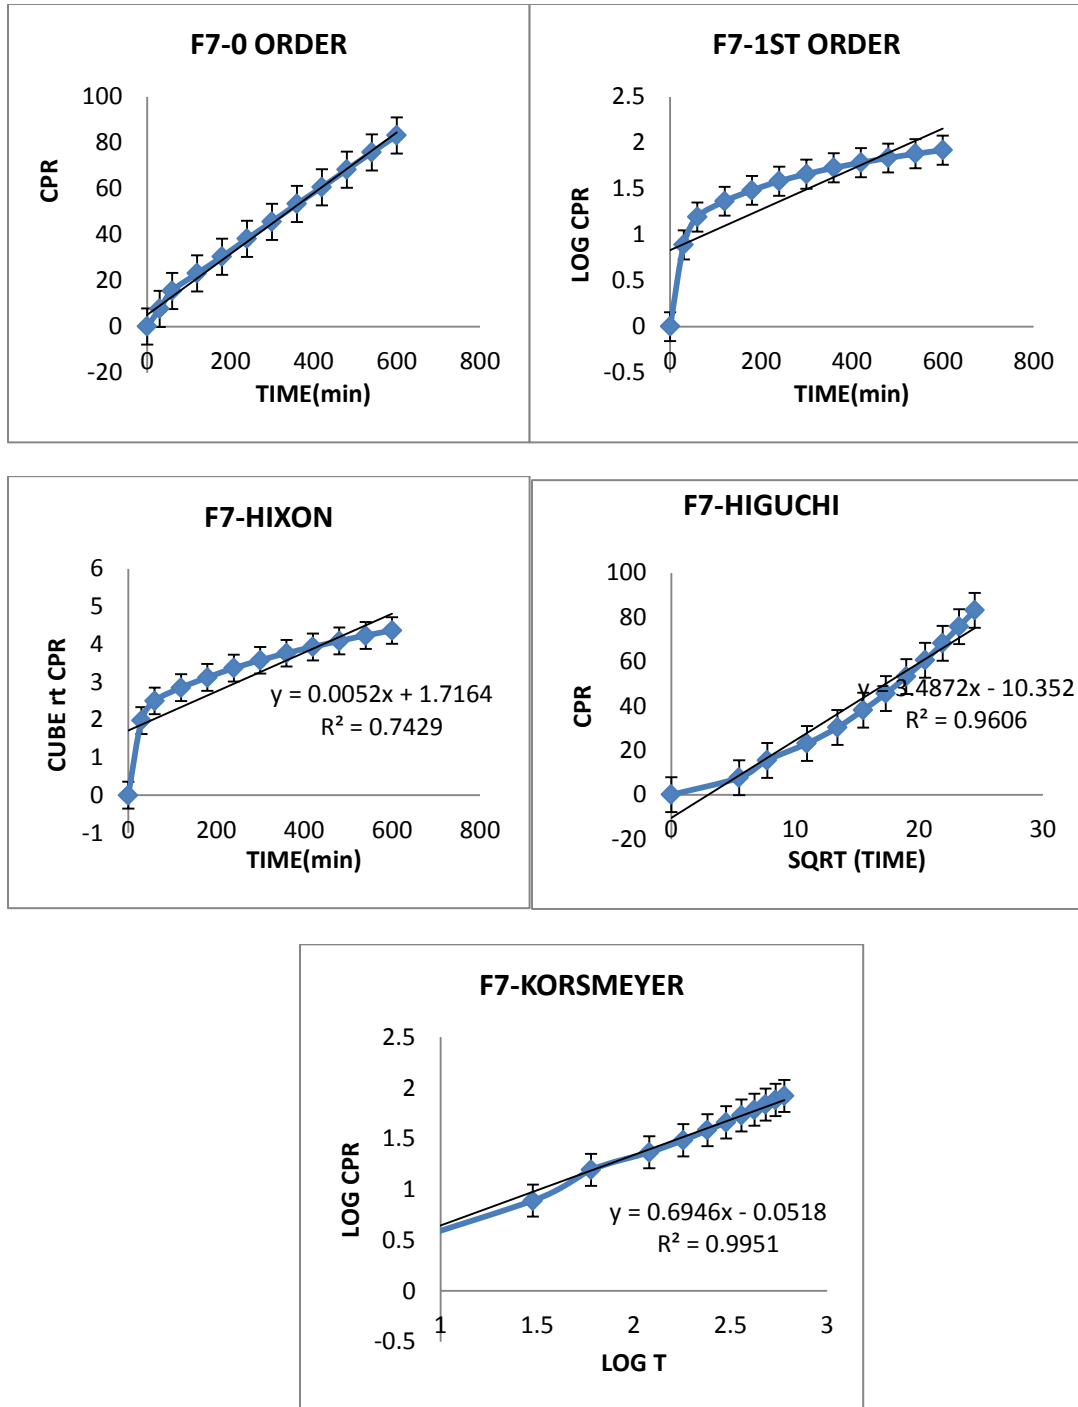 F7-0 ORDER
100
80
60
40
20
0
-20
0 200 400 600 800
CPR
TIME(min)
F7-1ST ORDER
2.5
2
1.5
1
0.5
0
-0.5
0 200 400 600 800
LOG CPR
TIME(min)
F7-HIXON
6
5
4
3
2
1
0
-1
0 200 400 600 800
CUBE rt CPR
y = 0.0052x + 1.7164
R² = 0.7429
TIME(min)
F7-HIGUCHI
100
80
60
40
20
0
-20
0 10 20 30
CPR
y = 3.4872x - 10.352
R² = 0.9606
SQRT (TIME)
F7-KORSMEYER
2.5
2
1.5
1
0.5
0
-0.5
1 1.5 2 2.5 3
LOG CPR
y = 0.6946x - 0.0518
R² = 0.9951
LOG T